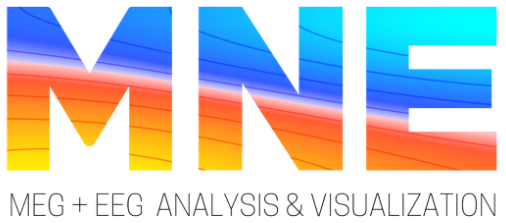 MNE
MEG + EEG ANALYSIS & VISUALIZATION